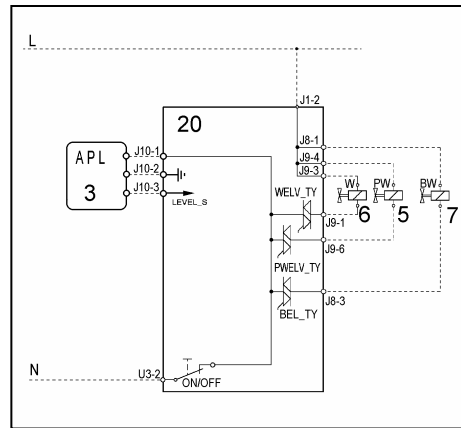 L
J1-2
20
J8-1
J9-4
J9-3
APL
3
J10-1
J10-2
J10-3
LEVEL_S
WELV_TY
W
PW
BW
6
5
7
J9-1
PWELV_TY
J9-6
BEL_TY
J8-3
N
U3-2
ON/OFF